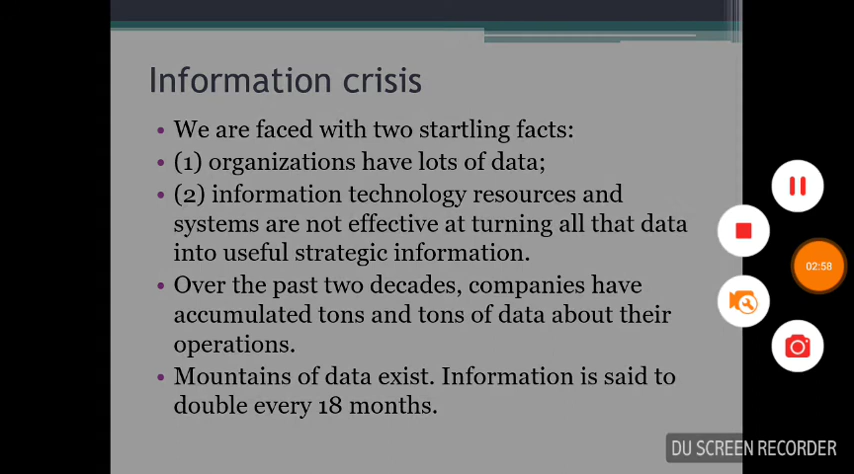 Information crisis
• We are faced with two startling facts:
• (1) organizations have lots of data;
• (2) information technology resources and
systems are not effective at turning all that data
into useful strategic information.
• Over the past two decades, companies have
accumulated tons and tons of data about their
operations.
• Mountains of data exist. Information is said to
double every 18 months.
02:58
DU SCREEN RECORDER